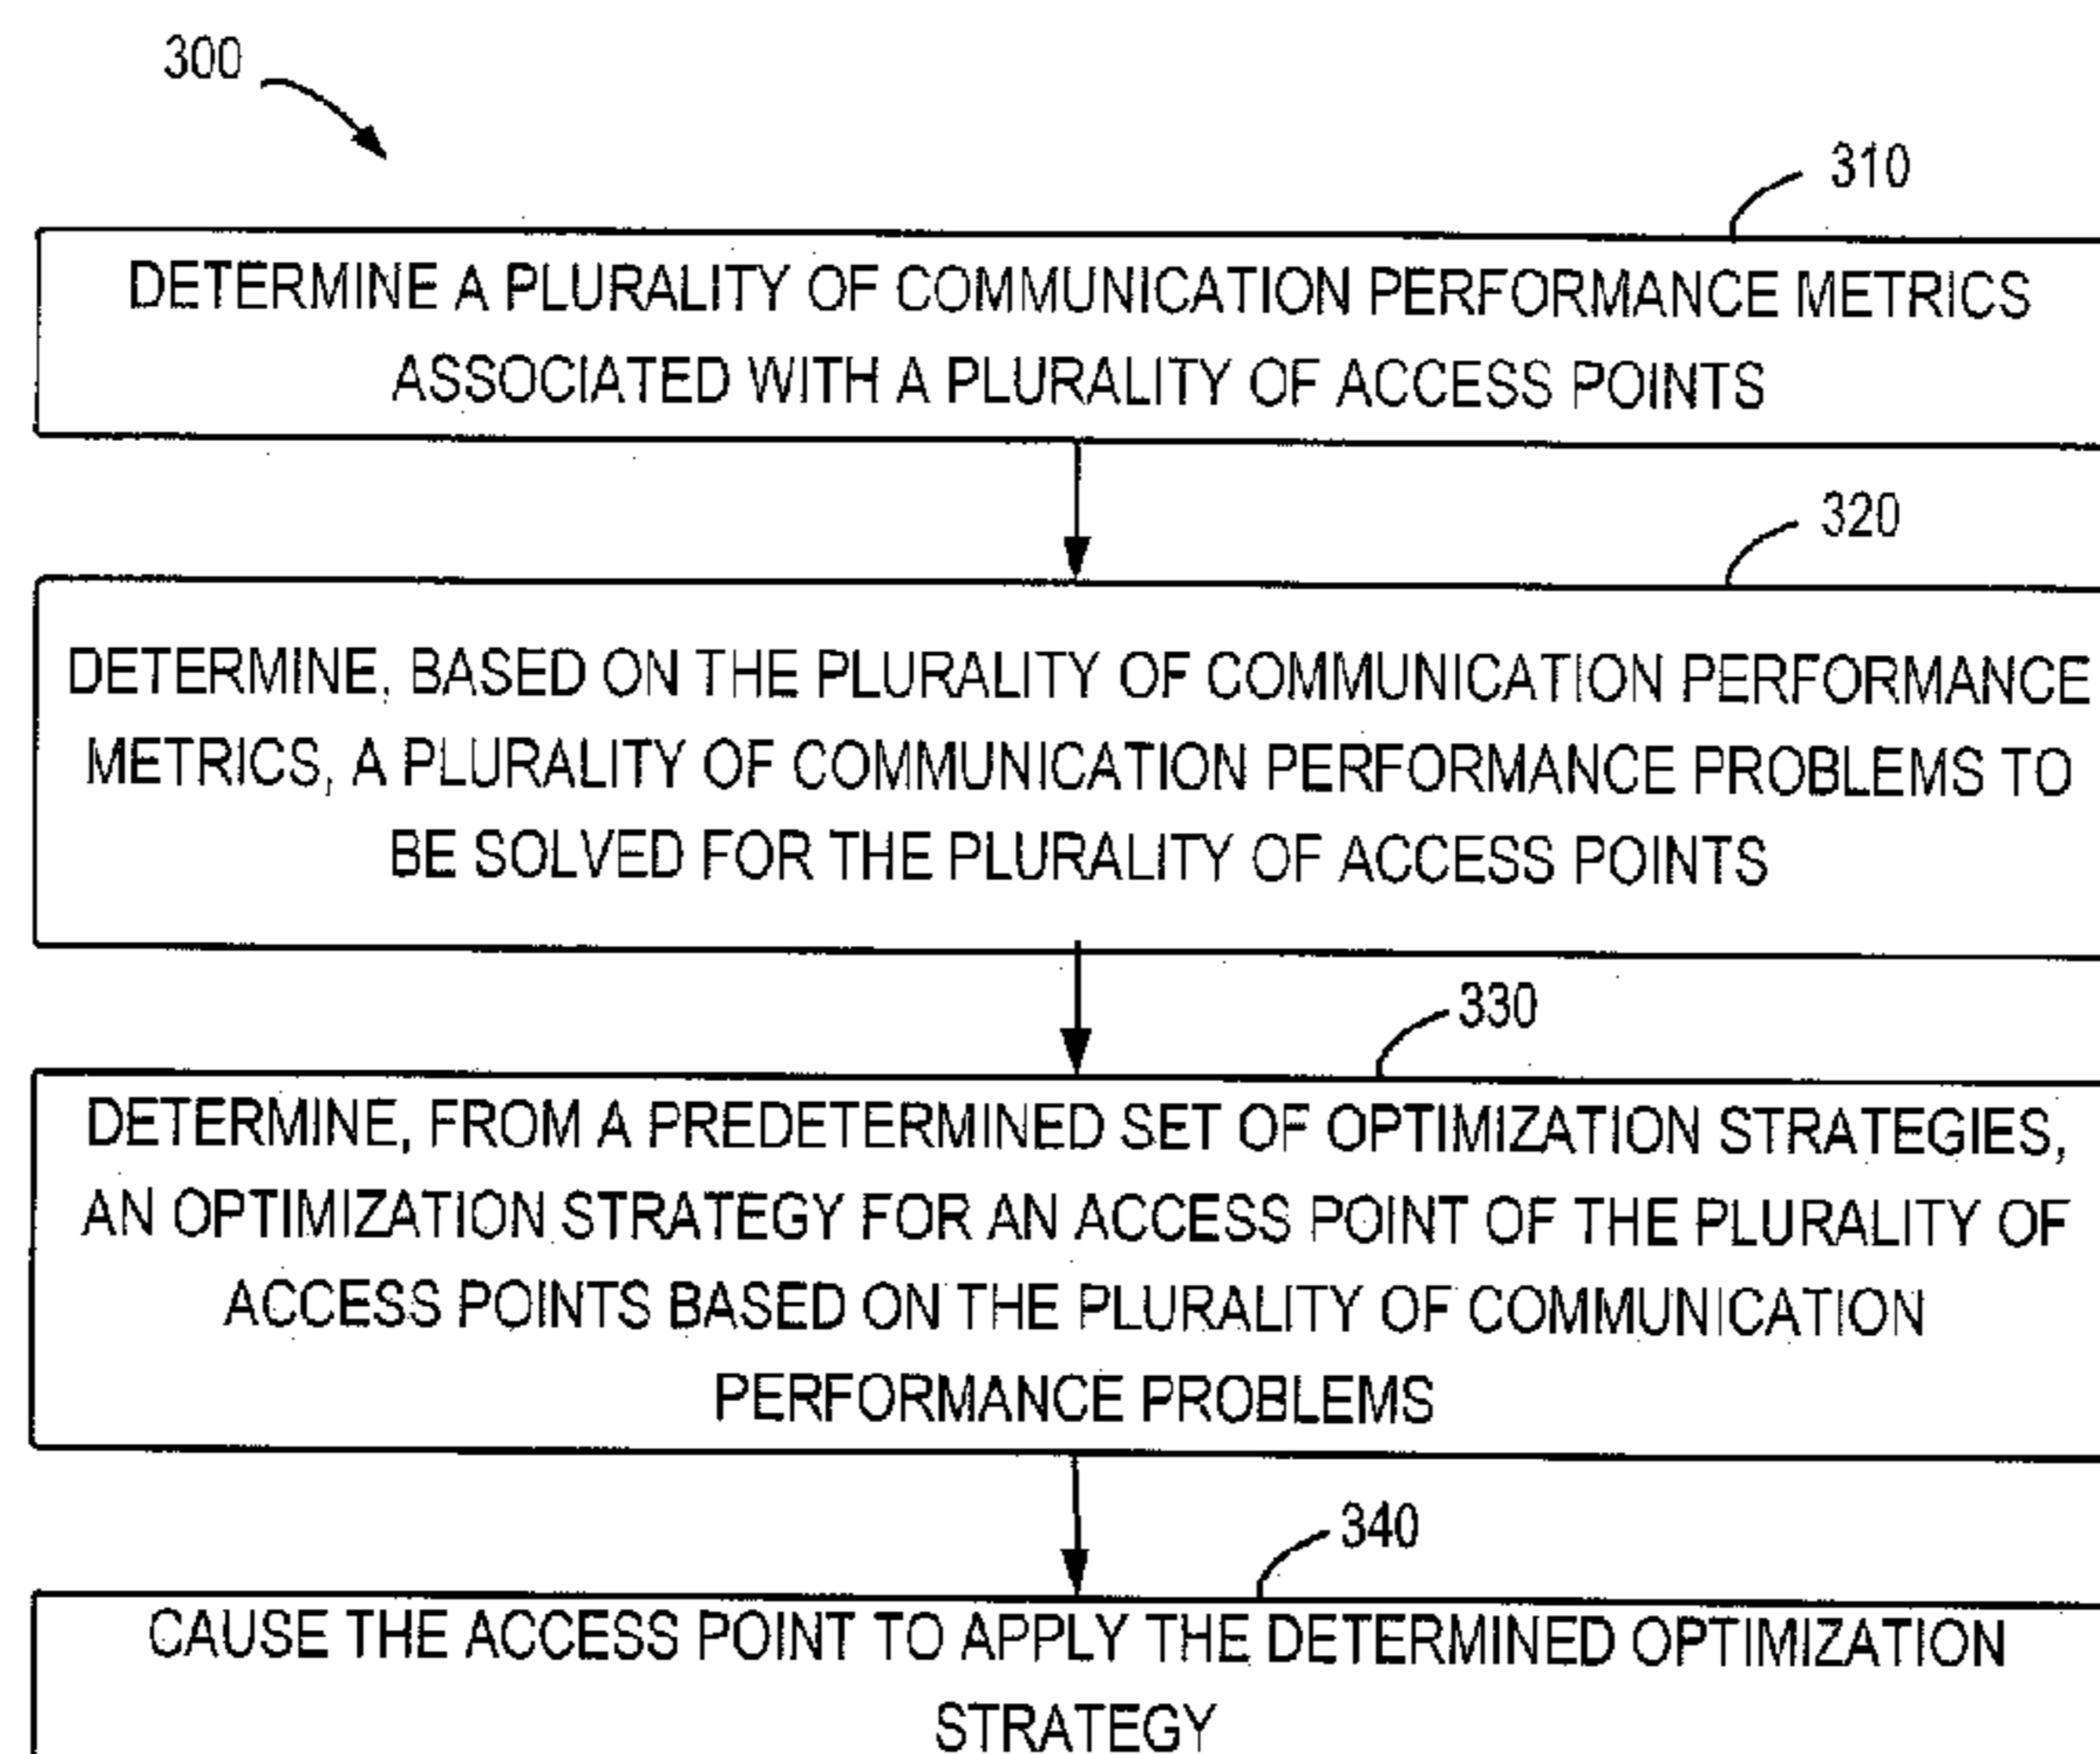 300
310
DETERMINE A PLURALITY OF COMMUNICATION PERFORMANCE METRICS
ASSOCIATED WITH A PLURALITY OF ACCESS POINTS
320
DETERMINE, BASED ON THE PLURALITY OF COMMUNICATION PERFORMANCE
METRICS, A PLURALITY OF COMMUNICATION PERFORMANCE PROBLEMS TO
BE SOLVED FOR THE PLURALITY OF ACCESS POINTS
330
DETERMINE, FROM A PREDETERMINED SET OF OPTIMIZATION STRATEGIES,
AN OPTIMIZATION STRATEGY FOR AN ACCESS POINT OF THE PLURALITY OF
ACCESS POINTS BASED ON THE PLURALITY OF COMMUNICATION
PERFORMANCE PROBLEMS
340
CAUSE THE ACCESS POINT TO APPLY THE DETERMINED OPTIMIZATION
STRATEGY